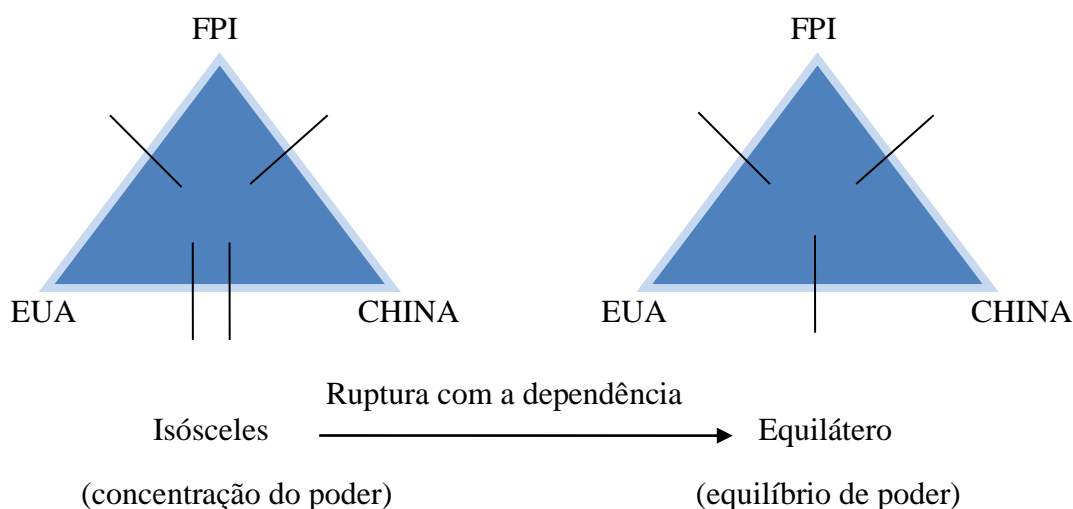 FPI
FPI
EUA
CHINA
EUA
CHINA
Ruptura com a dependência
Isósceles
Equilátero
(concentração do poder)
(equilíbrio de poder)